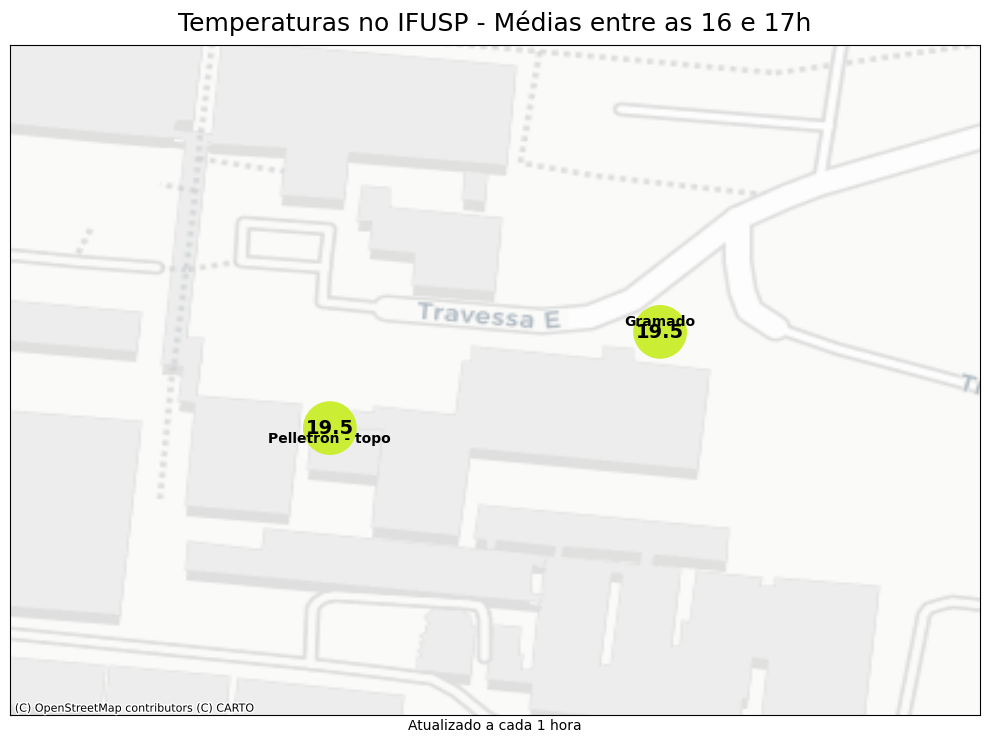 Temperaturas no IFUSP - Médias entre as 16 e 17h
Travessa E
Gramado
19.5
Tr
19.5
Pelletron - topo
(C) OpenStreetMap contributors (C) CARTO
Atualizado a cada 1 hora